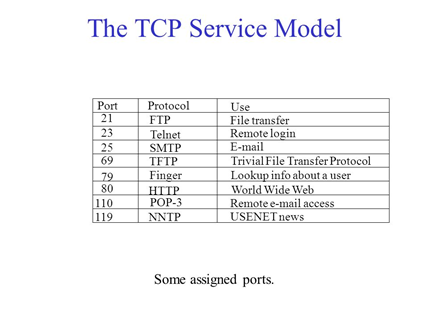 The TCP Service Model
Port Protocol Use
21 FTP File transfer
23 Telnet Remote login
25 SMTP E-mail
69 TFTP Trivial File Transfer Protocol
79 Finger Lookup info about a user
80 HTTP World Wide Web
110 POP-3 Remote e-mail access
119 NNTP USENET news
Some assigned ports.